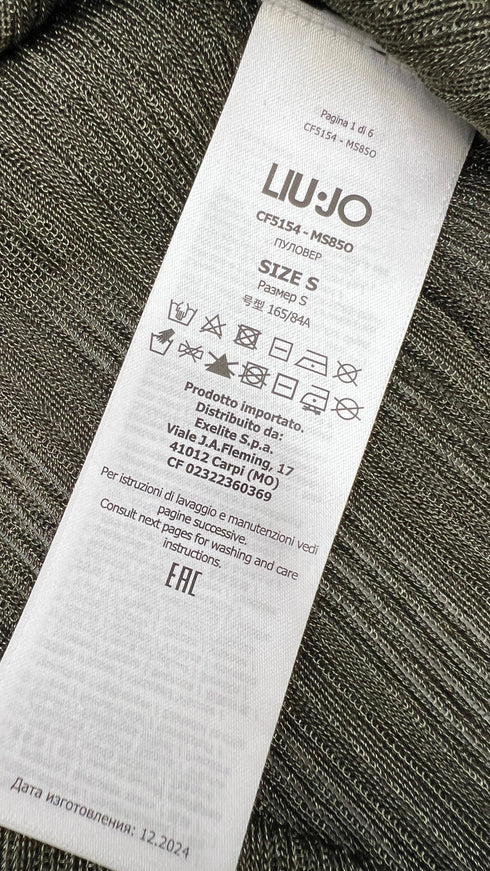 Pagina 1 di 6
CF5154 - MS85O
LIU·JO
CF5154 - MS85O
ПУЛОВЕР
SIZE S
Размер S
号型 165/84A
Prodotto importato.
Distribuito da:
Exelite S.p.a.
Viale J.A.Fleming, 17
41012 Carpi (MO)
CF 02322360369
Per istruzioni di lavaggio e manutenzioni vedi
pagine successive.
Consult next pages for washing and care
instructions.
EAC
Дата изготовления: 12.2024